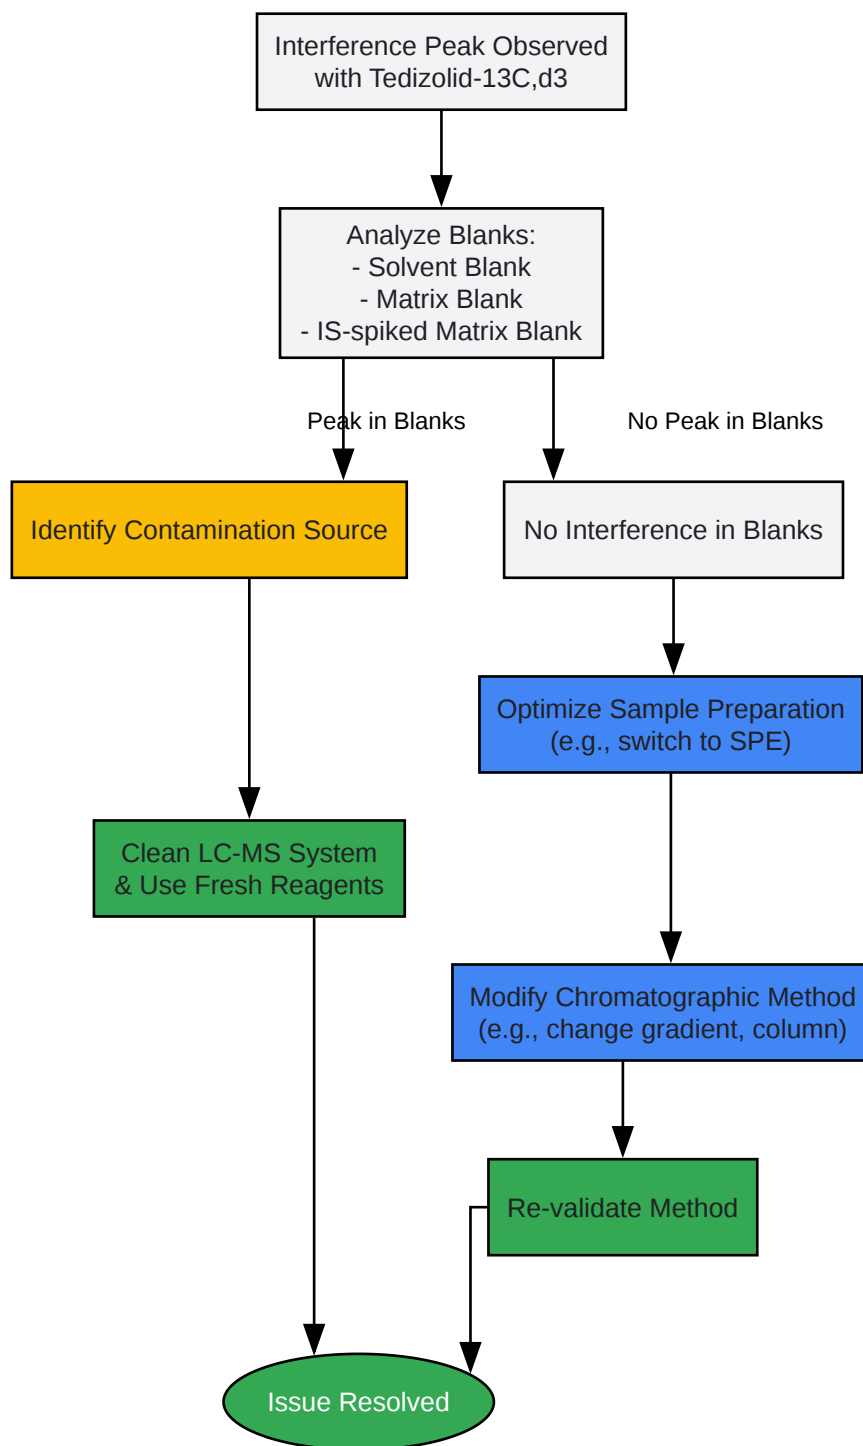 Interference Peak Observed
with Tedizolid-13C,d3
Analyze Blanks:
- Solvent Blank
- Matrix Blank
- IS-spiked Matrix Blank
Peak in Blanks
No Peak in Blanks
Identify Contamination Source
No Interference in Blanks
Optimize Sample Preparation
(e.g., switch to SPE)
Clean LC-MS System
& Use Fresh Reagents
Modify Chromatographic Method
(e.g., change gradient, column)
Re-validate Method
Issue Resolved